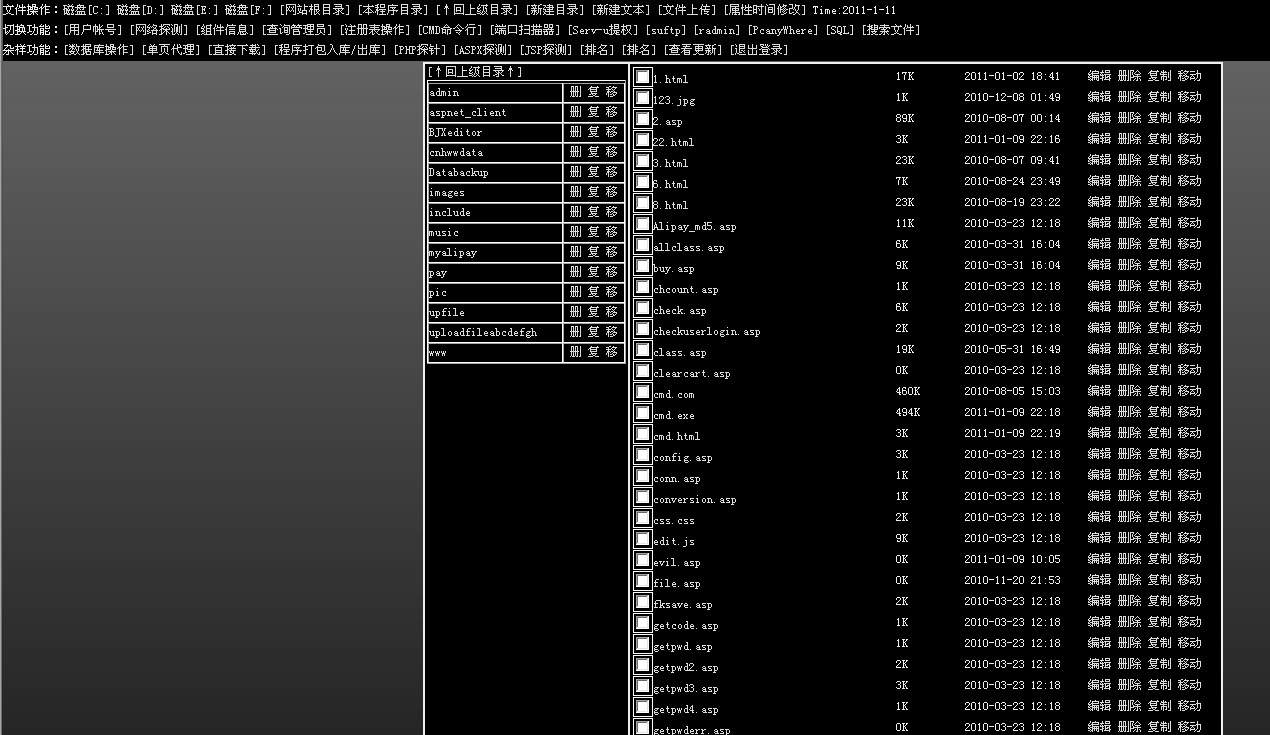 文件操作：磁盘[C:] 磁盘[D:] 磁盘[E:] 磁盘[F:] [网站根目录] [本程序目录] [↑回上级目录] [新建目录] [新建文本] [文件上传] [属性时间修改] Time:2011-1-11
切换功能：[用户帐号] [网络探测] [组件信息] [查询管理员] [注册表操作] [CMD命令行] [端口扫描器] [Serv-u提权] [suftp] [radmin] [PcanyWhere] [SQL] [搜索文件]
杂样功能：[数据库操作] [单页代理] [直接下载] [程序打包入库/出库] [PHP探针] [ASPX探测] [JSP探测] [排名] [排名] [查看更新] [退出登录]
[↑回上级目录↑]
admin 删 复 移
aspnet_client 删 复 移
BJXeditor 删 复 移
cnhwwdata 删 复 移
Databackup 删 复 移
images 删 复 移
include 删 复 移
music 删 复 移
myalipay 删 复 移
pay 删 复 移
pic 删 复 移
upfile 删 复 移
uploadfileabcdefgh 删 复 移
www 删 复 移
1.html 17K 2011-01-02 18:41 编辑 删除 复制 移动
123.jpg 1K 2010-12-08 01:49 编辑 删除 复制 移动
2.asp 89K 2010-08-07 00:14 编辑 删除 复制 移动
22.html 3K 2011-01-09 22:16 编辑 删除 复制 移动
3.html 23K 2010-08-07 09:41 编辑 删除 复制 移动
6.html 7K 2010-08-24 23:49 编辑 删除 复制 移动
8.html 23K 2010-08-19 23:22 编辑 删除 复制 移动
Alipay_md5.asp 11K 2010-03-23 12:18 编辑 删除 复制 移动
allclass.asp 6K 2010-03-31 16:04 编辑 删除 复制 移动
buy.asp 9K 2010-03-31 16:04 编辑 删除 复制 移动
chcount.asp 1K 2010-03-23 12:18 编辑 删除 复制 移动
check.asp 6K 2010-03-23 12:18 编辑 删除 复制 移动
checkuserlogin.asp 2K 2010-03-23 12:18 编辑 删除 复制 移动
class.asp 19K 2010-05-31 16:49 编辑 删除 复制 移动
clearcart.asp 0K 2010-03-23 12:18 编辑 删除 复制 移动
cmd.com 460K 2010-08-05 15:03 编辑 删除 复制 移动
cmd.exe 494K 2011-01-09 22:18 编辑 删除 复制 移动
cmd.html 3K 2011-01-09 22:19 编辑 删除 复制 移动
config.asp 3K 2010-03-23 12:18 编辑 删除 复制 移动
conn.asp 1K 2010-03-23 12:18 编辑 删除 复制 移动
conversion.asp 1K 2010-03-23 12:18 编辑 删除 复制 移动
css.css 2K 2010-03-23 12:18 编辑 删除 复制 移动
edit.js 9K 2010-03-23 12:18 编辑 删除 复制 移动
evil.asp 0K 2011-01-09 10:05 编辑 删除 复制 移动
file.asp 0K 2010-11-20 21:53 编辑 删除 复制 移动
fksave.asp 2K 2010-03-23 12:18 编辑 删除 复制 移动
getcode.asp 1K 2010-03-23 12:18 编辑 删除 复制 移动
getpwd.asp 1K 2010-03-23 12:18 编辑 删除 复制 移动
getpwd2.asp 2K 2010-03-23 12:18 编辑 删除 复制 移动
getpwd3.asp 3K 2010-03-23 12:18 编辑 删除 复制 移动
getpwd4.asp 1K 2010-03-23 12:18 编辑 删除 复制 移动
getpwderr.asp 0K 2010-03-23 12:18 编辑 删除 复制 移动